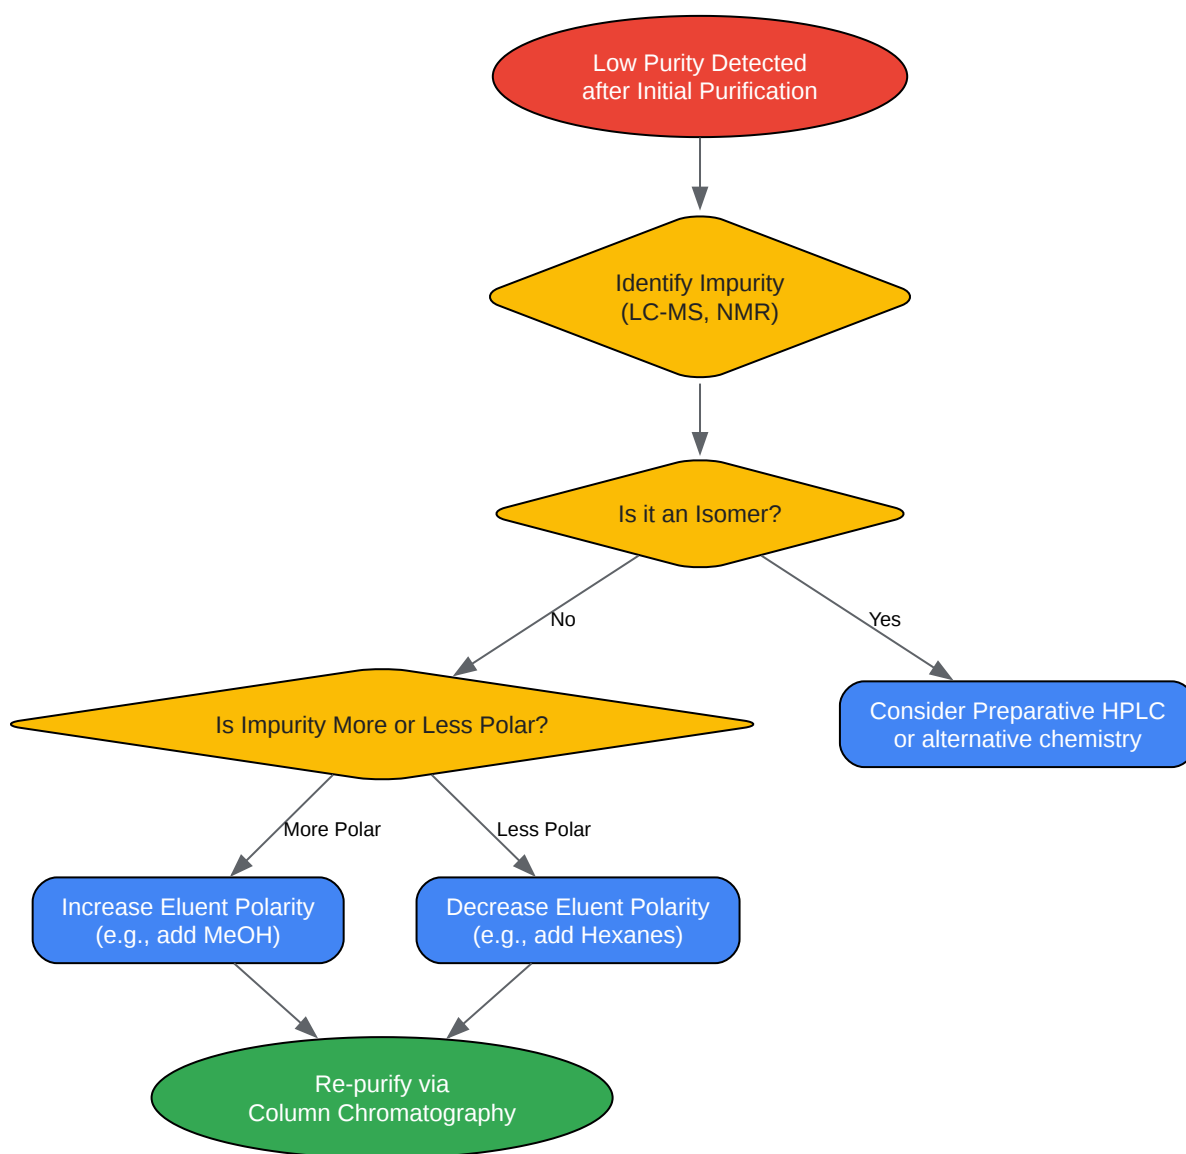 Low Purity Detected
after Initial Purification
Identify Impurity
(LC-MS, NMR)
Is it an Isomer?
No
Yes
Is Impurity More or Less Polar?
Consider Preparative HPLC
or alternative chemistry
More Polar
Less Polar
Increase Eluent Polarity
(e.g., add MeOH)
Decrease Eluent Polarity
(e.g., add Hexanes)
Re-purify via
Column Chromatography